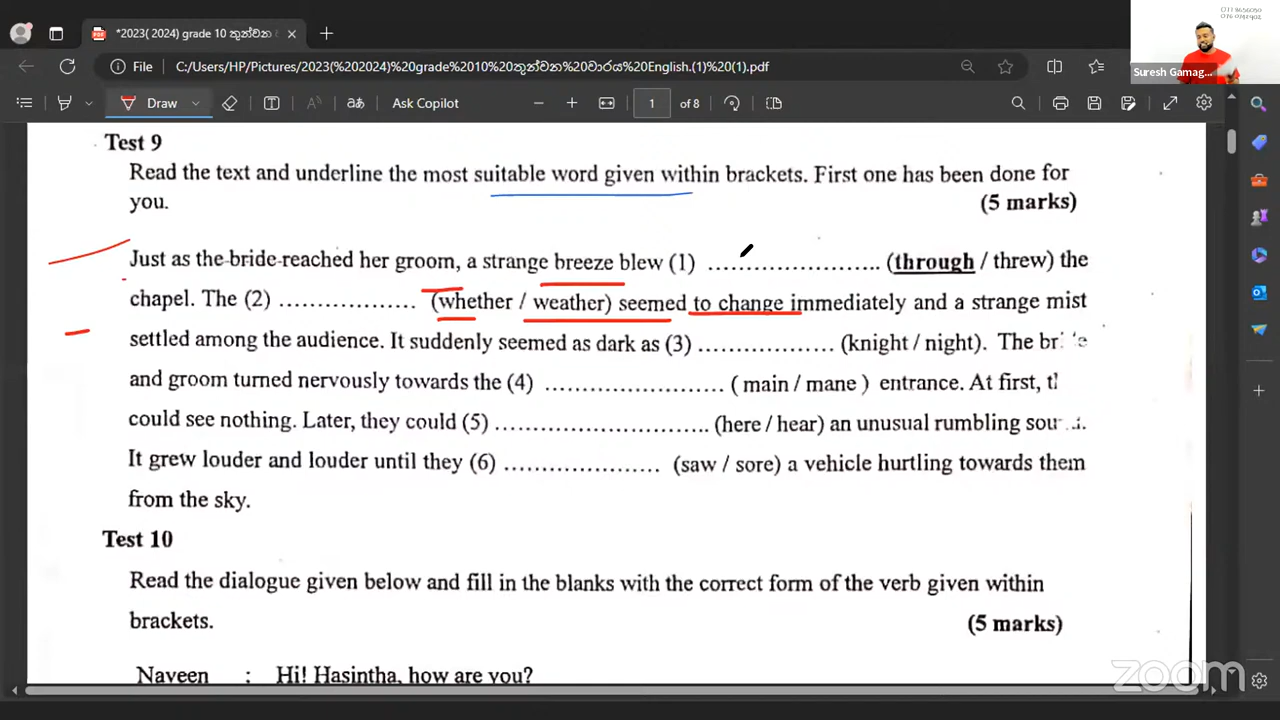 077 8656050
*2023( 2024) grade 10 තුන්වන
File C:/Users/HP/Pictures/2023(%202024)%20grade%2010%20තුන්වන%20වාරය%20English.(1)%20(1).pdf
Suresh Gamag...
Draw aあ Ask Copilot 1 of 8
Test 9
Read the text and underline the most suitable word given within brackets. First one has been done for
you. (5 marks)
Just as the bride reached her groom, a strange breeze blew (1) ........................ (through / threw) the
chapel. The (2) .................. (whether / weather) seemed to change immediately and a strange mist
settled among the audience. It suddenly seemed as dark as (3) .................. (knight / night). The
and groom turned nervously towards the (4) ........................ ( main / mane ) entrance. At first,
could see nothing. Later, they could (5) ............................. (here / hear) an unusual rumbling
It grew louder and louder until they (6) ..................... (saw / sore) a vehicle hurtling towards them
from the sky.
Test 10
Read the dialogue given below and fill in the blanks with the correct form of the verb given within
brackets. (5 marks)
Naveen : Hi! Hasintha, how are you?
zoom